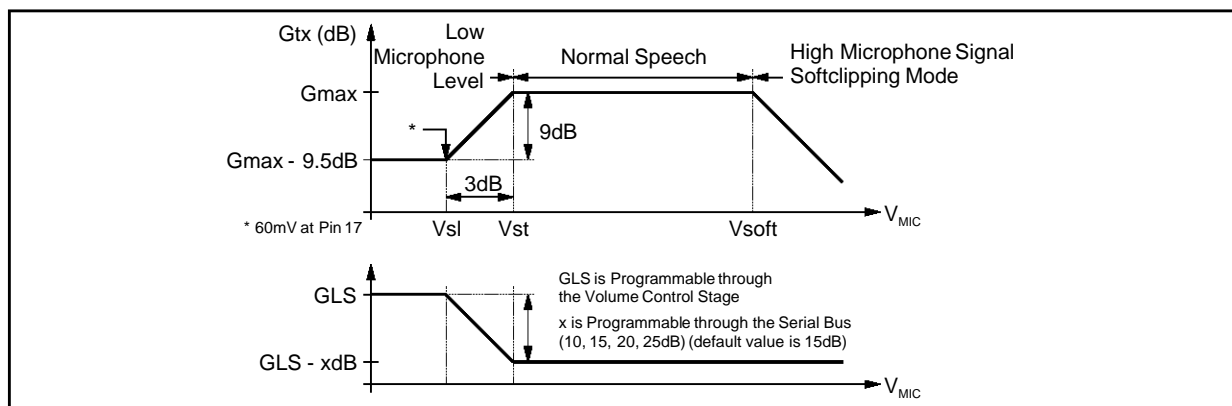 Gtx (dB)
Low
Microphone
Level
Normal Speech
High Microphone Signal
Softclipping Mode
Gmax
*
9dB
Gmax - 9.5dB
3dB
* 60mV at Pin 17
Vsl
Vst
Vsoft
VMIC
GLS
GLS is Programmable through
the Volume Control Stage
x is Programmable through the Serial Bus
(10, 15, 20, 25dB) (default value is 15dB)
GLS - xdB
VMIC